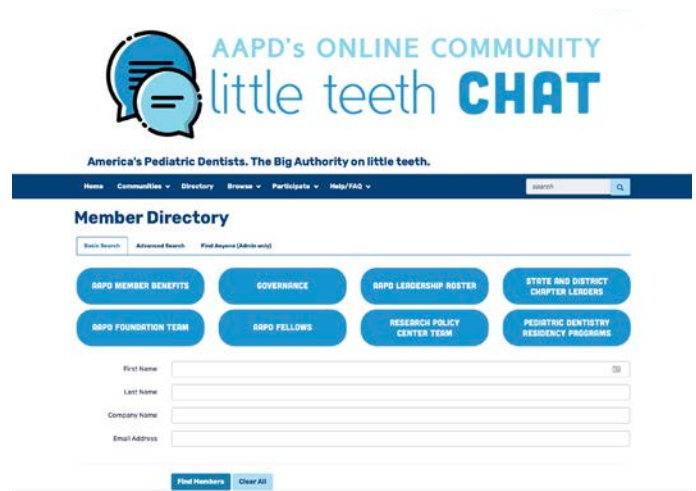 AAPD's ONLINE COMMUNITY
little teeth CHAT
America's Pediatric Dentists. The Big Authority on little teeth.
Home Communities Directory Browse Participate Help/FAQ search
Member Directory
Basic Search Advanced Search Find Anyone (Admin only)
AAPD MEMBER BENEFITS GOVERNANCE AAPD LEADERSHIP ROSTER STATE AND DISTRICT CHAPTER LEADERS
AAPD FOUNDATION TEAM AAPD FELLOWS RESEARCH POLICY CENTER TEAM PEDIATRIC DENTISTRY RESIDENCY PROGRAMS
First Name
Last Name
Company Name
Email Address
Find Members Clear All